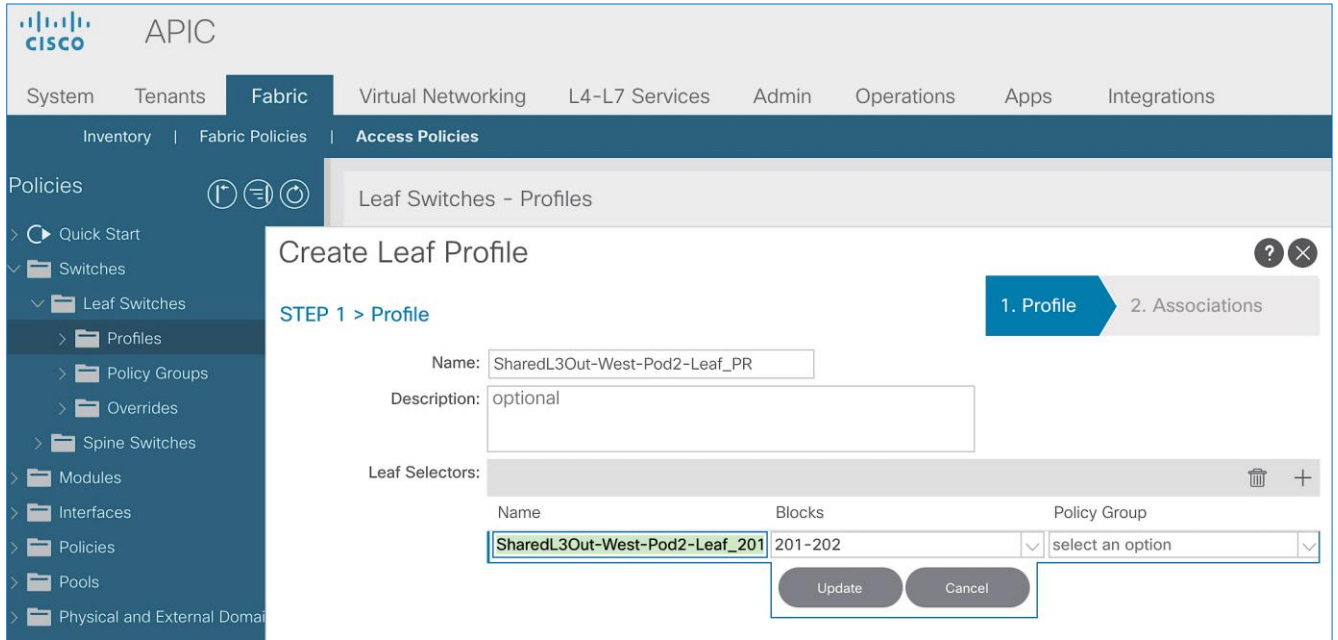 CISCO APIC
System Tenants Fabric Virtual Networking L4-L7 Services Admin Operations Apps Integrations
Inventory | Fabric Policies | Access Policies
Policies
Leaf Switches - Profiles
Quick Start
Switches
Leaf Switches
Profiles
Policy Groups
Overrides
Spine Switches
Modules
Interfaces
Policies
Pools
Physical and External Domai
Create Leaf Profile
?
STEP 1 > Profile
1. Profile 2. Associations
Name: SharedL3Out-West-Pod2-Leaf_PR
Description: optional
Leaf Selectors:
Name Blocks Policy Group
SharedL3Out-West-Pod2-Leaf_201 201-202 select an option
Update Cancel